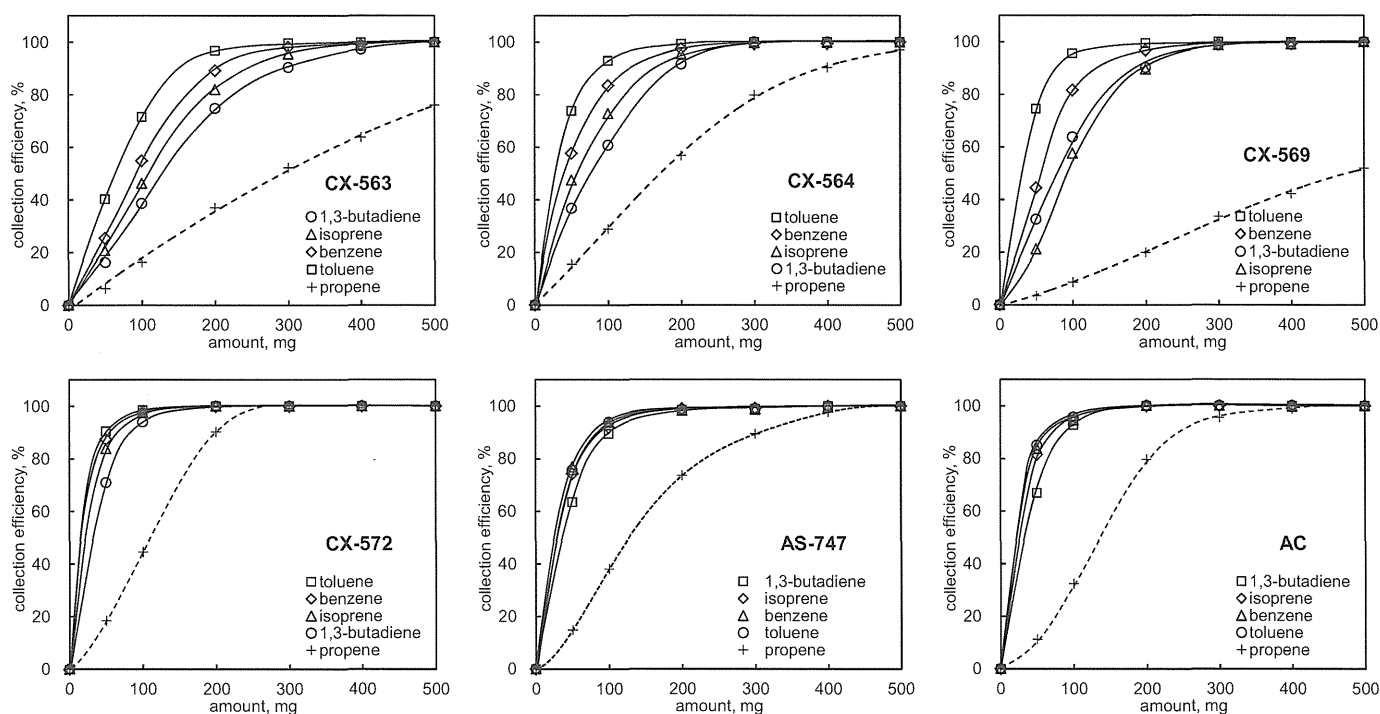 collection efficiency, %
100
80
60
40
20
0
CX-563
1,3-butadiene
isoprene
benzene
toluene
propene
0 100 200 300 400 500
amount, mg
collection efficiency, %
100
80
60
40
20
0
CX-564
toluene
benzene
isoprene
1,3-butadiene
propene
0 100 200 300 400 500
amount, mg
collection efficiency, %
100
80
60
40
20
0
CX-569
toluene
benzene
1,3-butadiene
isoprene
propene
0 100 200 300 400 500
amount, mg
collection efficiency, %
100
80
60
40
20
0
CX-572
toluene
benzene
isoprene
1,3-butadiene
propene
0 100 200 300 400 500
amount, mg
collection efficiency, %
100
80
60
40
20
0
AS-747
1,3-butadiene
isoprene
benzene
toluene
propene
0 100 200 300 400 500
amount, mg
collection efficiency, %
100
80
60
40
20
0
AC
1,3-butadiene
isoprene
benzene
toluene
propene
0 100 200 300 400 500
amount, mg